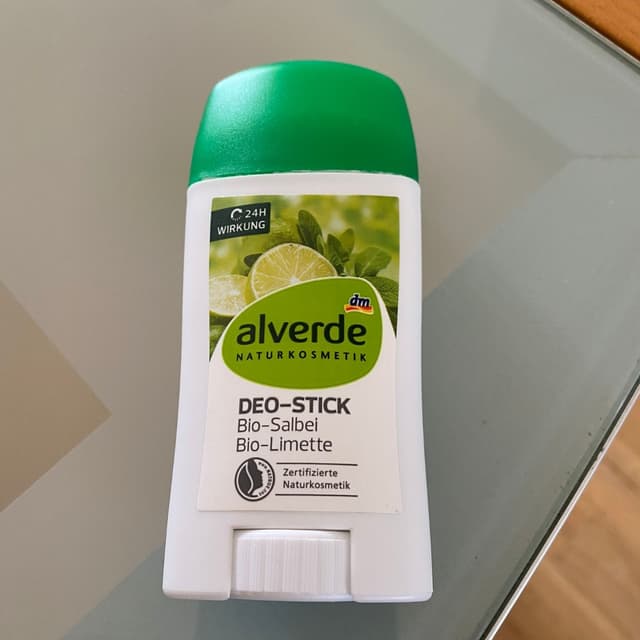 24H
WIRKUNG
dm
alverde
NATURKOSMETIK
DEO-STICK
Bio-Salbei
Bio-Limette
Zertifizierte
Naturkosmetik